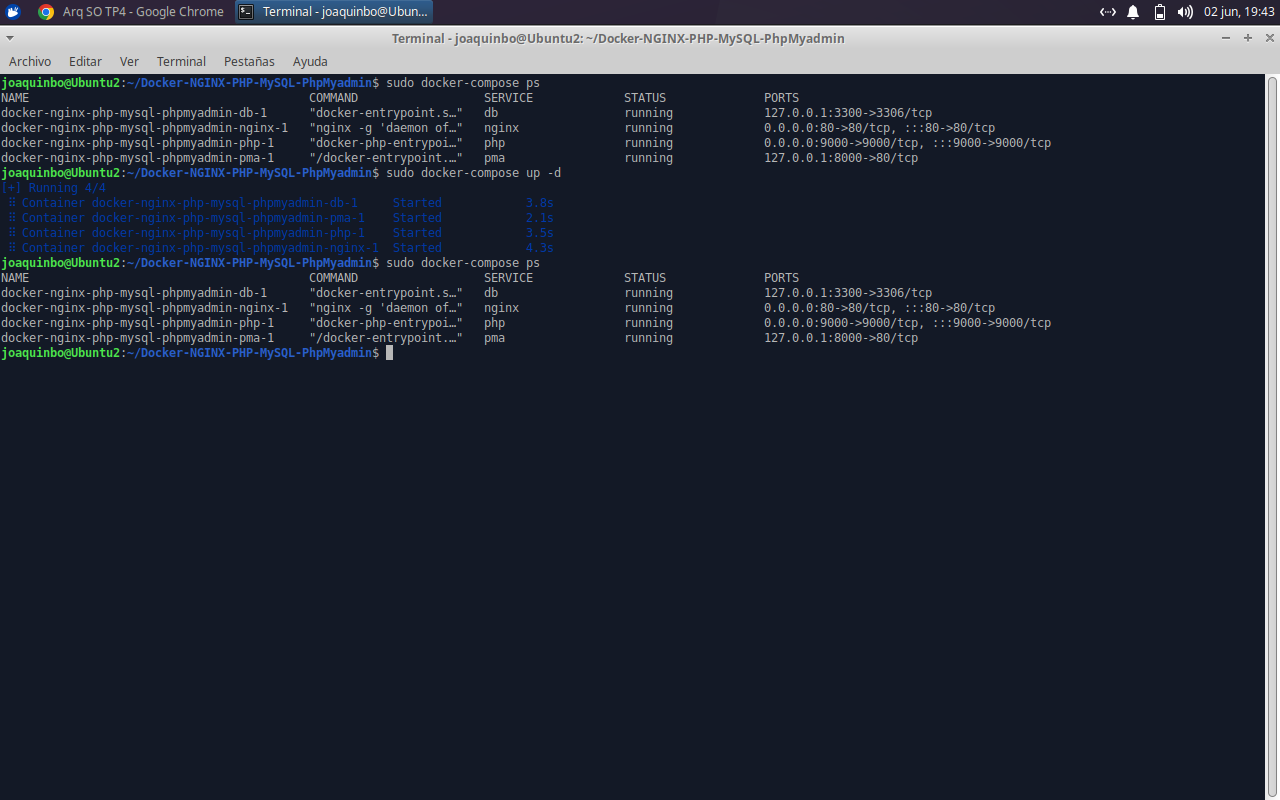 Arq SO TP4 - Google Chrome
Terminal - joaquinbo@Ubun...
02 jun, 19:43
Terminal - joaquinbo@Ubuntu2: ~/Docker-NGINX-PHP-MySQL-PhpMyadmin
Archivo Editar Ver Terminal Pestañas Ayuda
joaquinbo@Ubuntu2:~/Docker-NGINX-PHP-MySQL-PhpMyadmin$ sudo docker-compose ps
NAME COMMAND SERVICE STATUS PORTS
docker-nginx-php-mysql-phpmyadmin-db-1 "docker-entrypoint.s…" db running 127.0.0.1:3300->3306/tcp
docker-nginx-php-mysql-phpmyadmin-nginx-1 "nginx -g 'daemon of…" nginx running 0.0.0.0:80->80/tcp, :::80->80/tcp
docker-nginx-php-mysql-phpmyadmin-php-1 "docker-php-entrypoi…" php running 0.0.0.0:9000->9000/tcp, :::9000->9000/tcp
docker-nginx-php-mysql-phpmyadmin-pma-1 "/docker-entrypoint.…" pma running 127.0.0.1:8000->80/tcp
joaquinbo@Ubuntu2:~/Docker-NGINX-PHP-MySQL-PhpMyadmin$ sudo docker-compose up -d
[+] Running 4/4
⠿ Container docker-nginx-php-mysql-phpmyadmin-db-1 Started 3.8s
⠿ Container docker-nginx-php-mysql-phpmyadmin-pma-1 Started 2.1s
⠿ Container docker-nginx-php-mysql-phpmyadmin-php-1 Started 3.5s
⠿ Container docker-nginx-php-mysql-phpmyadmin-nginx-1 Started 4.3s
joaquinbo@Ubuntu2:~/Docker-NGINX-PHP-MySQL-PhpMyadmin$ sudo docker-compose ps
NAME COMMAND SERVICE STATUS PORTS
docker-nginx-php-mysql-phpmyadmin-db-1 "docker-entrypoint.s…" db running 127.0.0.1:3300->3306/tcp
docker-nginx-php-mysql-phpmyadmin-nginx-1 "nginx -g 'daemon of…" nginx running 0.0.0.0:80->80/tcp, :::80->80/tcp
docker-nginx-php-mysql-phpmyadmin-php-1 "docker-php-entrypoi…" php running 0.0.0.0:9000->9000/tcp, :::9000->9000/tcp
docker-nginx-php-mysql-phpmyadmin-pma-1 "/docker-entrypoint.…" pma running 127.0.0.1:8000->80/tcp
joaquinbo@Ubuntu2:~/Docker-NGINX-PHP-MySQL-PhpMyadmin$